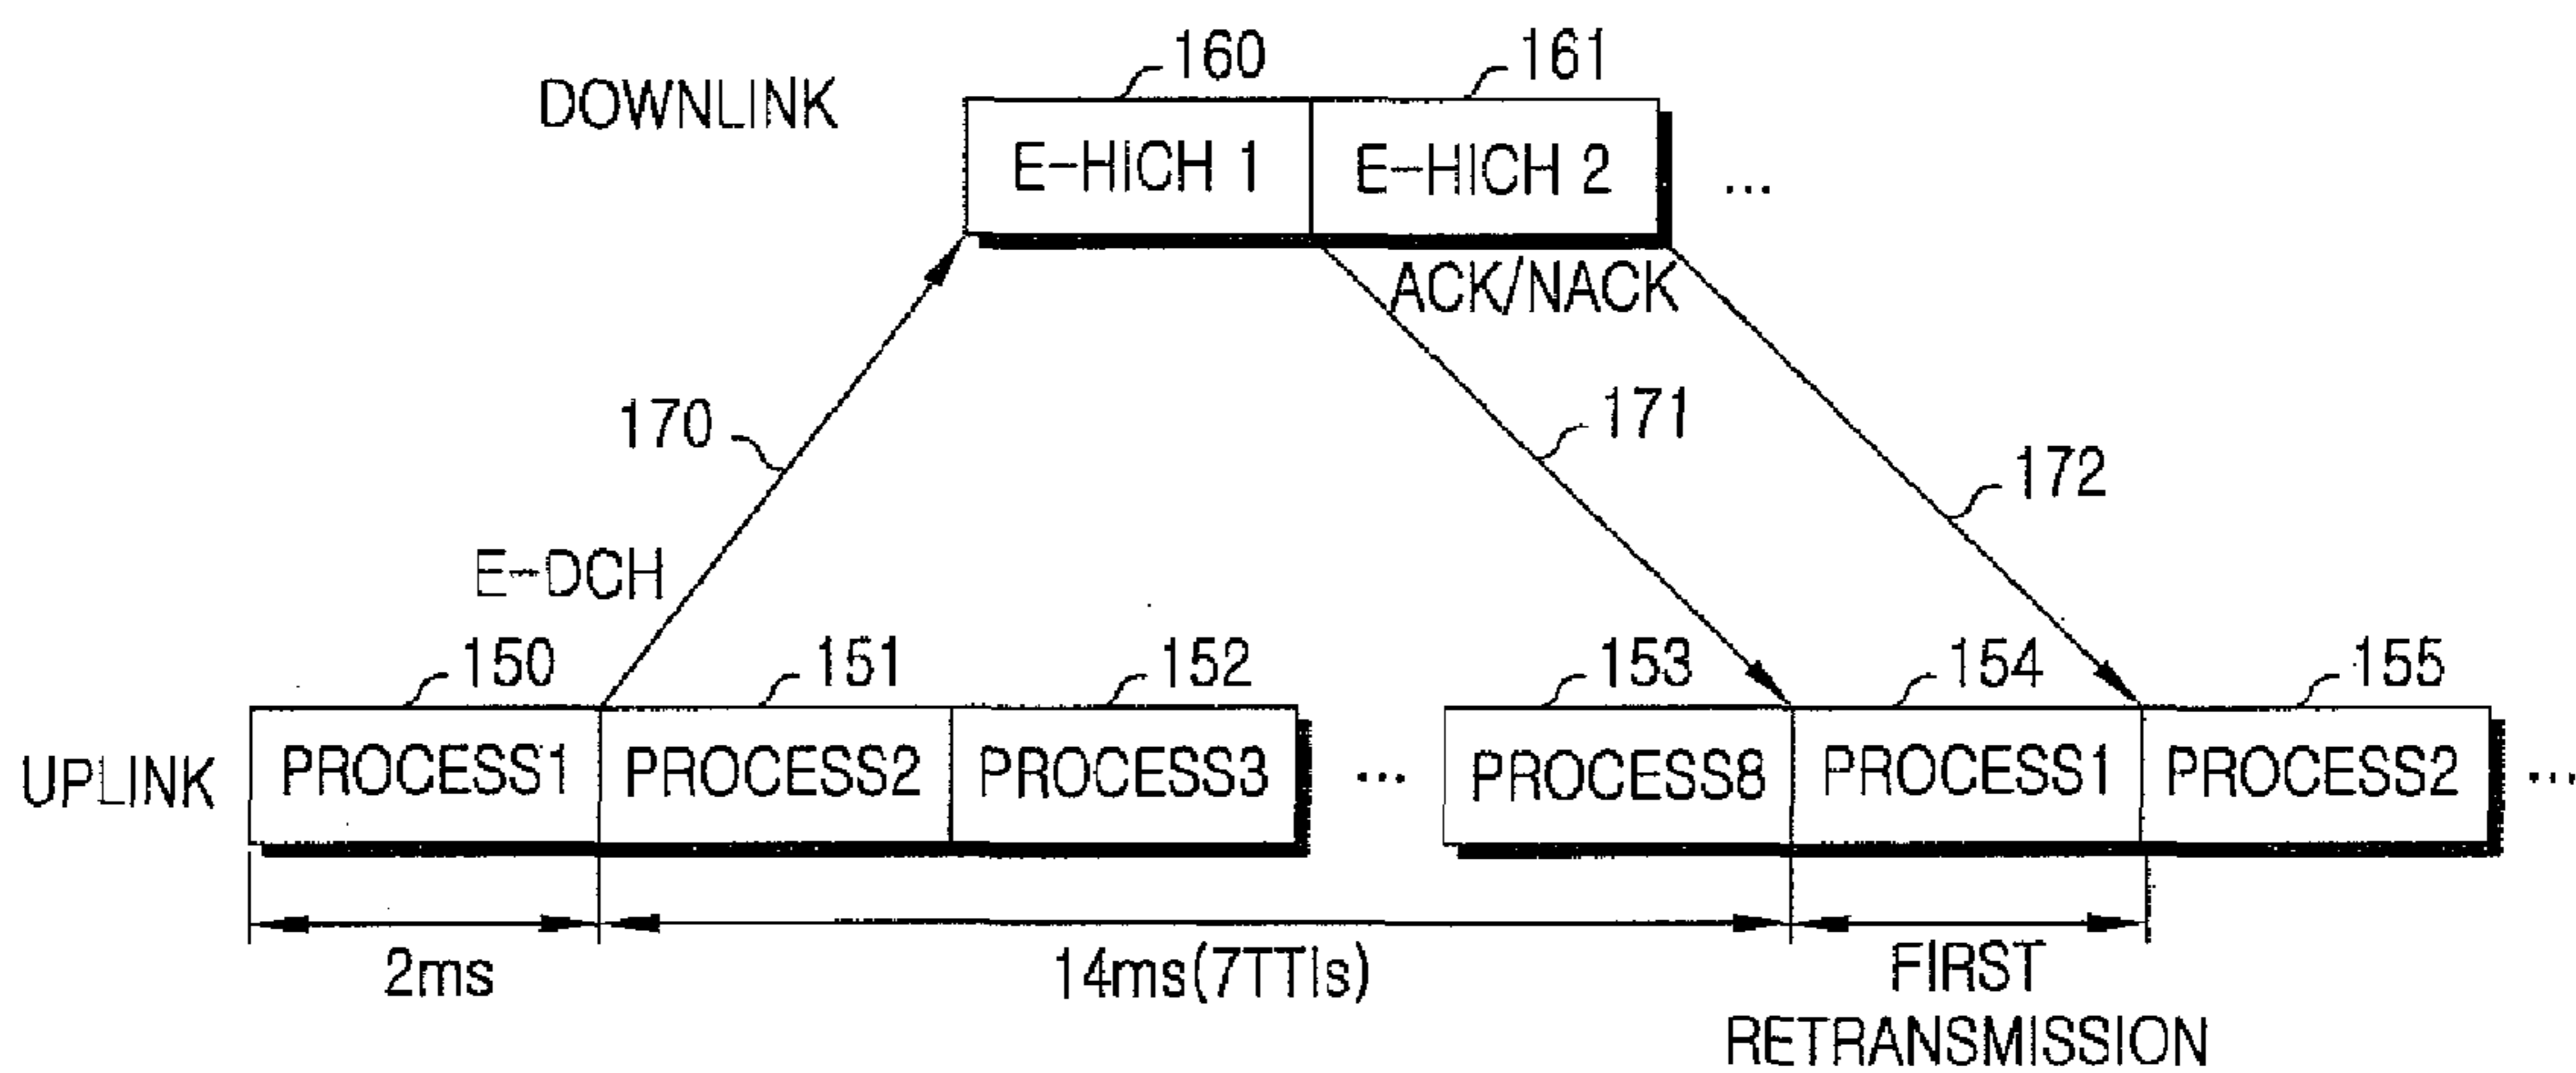 160 161
DOWNLINK
E-HICH 1 E-HICH 2 ...
ACK/NACK
170 171
172
E-DCH
150 151 152 153 154 155
UPLINK PROCESS1 PROCESS2 PROCESS3 ... PROCESS8 PROCESS1 PROCESS2 ...
2ms 14ms(7TTIs) FIRST
RETRANSMISSION